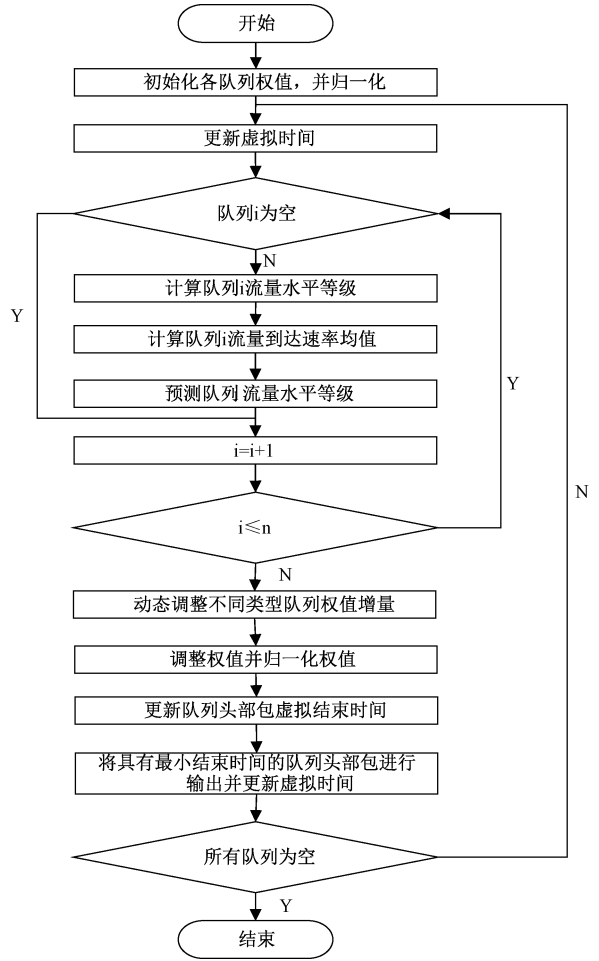 开始
初始化各队列权值，并归一化
更新虚拟时间
队列i为空
N
计算队列i流量水平等级
Y
计算队列i流量到达速率均值
预测队列i流量水平等级
Y
i=i+1
N
i≤n
N
动态调整不同类型队列权值增量
调整权值并归一化权值
更新队列头部包虚拟结束时间
将具有最小结束时间的队列头部包进行
输出并更新虚拟时间
所有队列为空
Y
结束